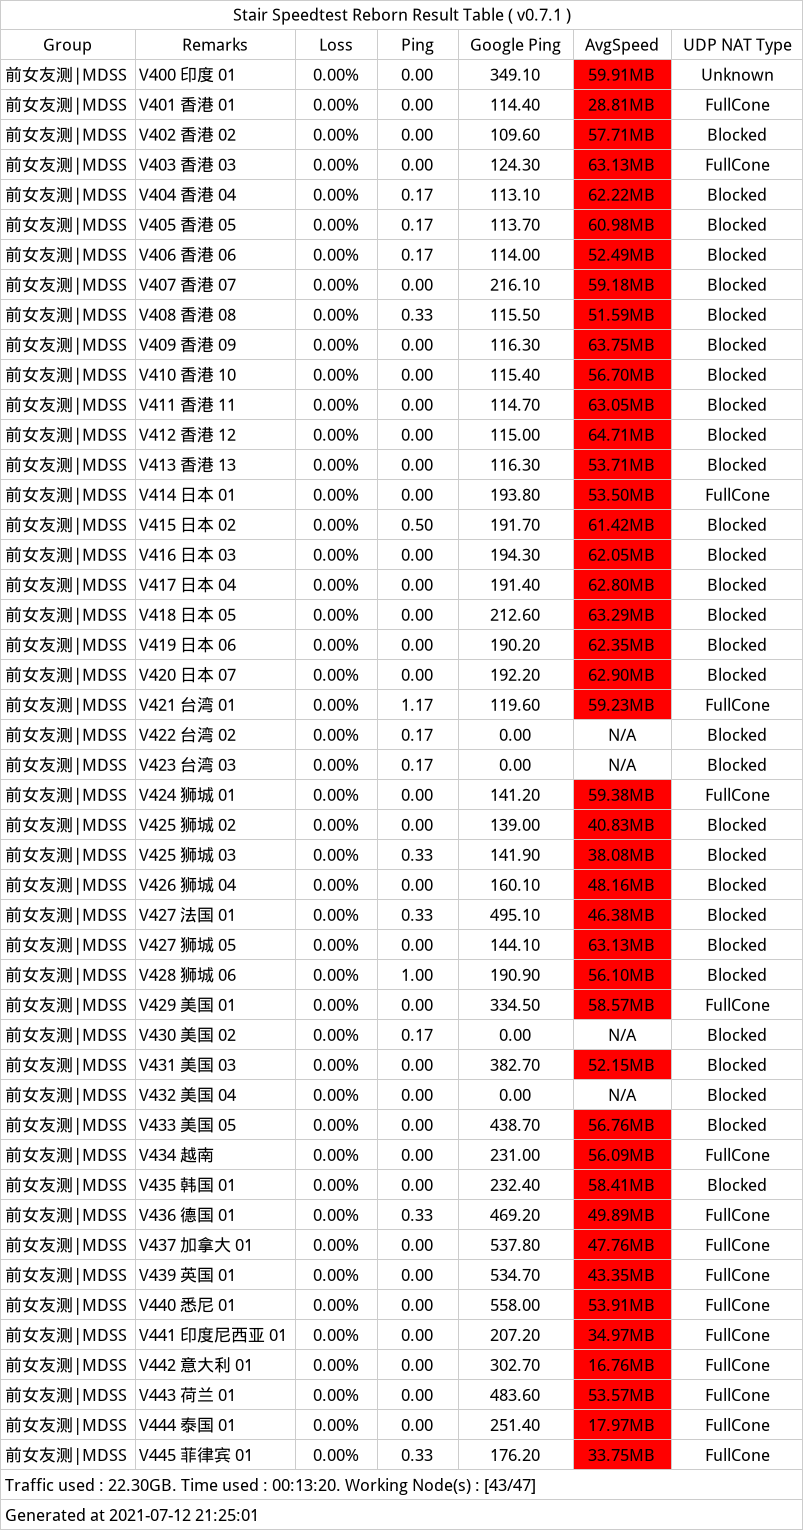 Stair Speedtest Reborn Result Table ( v0.7.1 )
Group Remarks Loss Ping Google Ping AvgSpeed UDP NAT Type
前女友测|MDSS V400 印度 01 0.00% 0.00 349.10 59.91MB Unknown
前女友测|MDSS V401 香港 01 0.00% 0.00 114.40 28.81MB FullCone
前女友测|MDSS V402 香港 02 0.00% 0.00 109.60 57.71MB Blocked
前女友测|MDSS V403 香港 03 0.00% 0.00 124.30 63.13MB FullCone
前女友测|MDSS V404 香港 04 0.00% 0.17 113.10 62.22MB Blocked
前女友测|MDSS V405 香港 05 0.00% 0.17 113.70 60.98MB Blocked
前女友测|MDSS V406 香港 06 0.00% 0.17 114.00 52.49MB Blocked
前女友测|MDSS V407 香港 07 0.00% 0.00 216.10 59.18MB Blocked
前女友测|MDSS V408 香港 08 0.00% 0.33 115.50 51.59MB Blocked
前女友测|MDSS V409 香港 09 0.00% 0.00 116.30 63.75MB Blocked
前女友测|MDSS V410 香港 10 0.00% 0.00 115.40 56.70MB Blocked
前女友测|MDSS V411 香港 11 0.00% 0.00 114.70 63.05MB Blocked
前女友测|MDSS V412 香港 12 0.00% 0.00 115.00 64.71MB Blocked
前女友测|MDSS V413 香港 13 0.00% 0.00 116.30 53.71MB Blocked
前女友测|MDSS V414 日本 01 0.00% 0.00 193.80 53.50MB FullCone
前女友测|MDSS V415 日本 02 0.00% 0.50 191.70 61.42MB Blocked
前女友测|MDSS V416 日本 03 0.00% 0.00 194.30 62.05MB Blocked
前女友测|MDSS V417 日本 04 0.00% 0.00 191.40 62.80MB Blocked
前女友测|MDSS V418 日本 05 0.00% 0.00 212.60 63.29MB Blocked
前女友测|MDSS V419 日本 06 0.00% 0.00 190.20 62.35MB Blocked
前女友测|MDSS V420 日本 07 0.00% 0.00 192.20 62.90MB Blocked
前女友测|MDSS V421 台湾 01 0.00% 1.17 119.60 59.23MB FullCone
前女友测|MDSS V422 台湾 02 0.00% 0.17 0.00 N/A Blocked
前女友测|MDSS V423 台湾 03 0.00% 0.17 0.00 N/A Blocked
前女友测|MDSS V424 狮城 01 0.00% 0.00 141.20 59.38MB FullCone
前女友测|MDSS V425 狮城 02 0.00% 0.00 139.00 40.83MB Blocked
前女友测|MDSS V425 狮城 03 0.00% 0.33 141.90 38.08MB Blocked
前女友测|MDSS V426 狮城 04 0.00% 0.00 160.10 48.16MB Blocked
前女友测|MDSS V427 法国 01 0.00% 0.33 495.10 46.38MB Blocked
前女友测|MDSS V427 狮城 05 0.00% 0.00 144.10 63.13MB Blocked
前女友测|MDSS V428 狮城 06 0.00% 1.00 190.90 56.10MB Blocked
前女友测|MDSS V429 美国 01 0.00% 0.00 334.50 58.57MB FullCone
前女友测|MDSS V430 美国 02 0.00% 0.17 0.00 N/A Blocked
前女友测|MDSS V431 美国 03 0.00% 0.00 382.70 52.15MB Blocked
前女友测|MDSS V432 美国 04 0.00% 0.00 0.00 N/A Blocked
前女友测|MDSS V433 美国 05 0.00% 0.00 438.70 56.76MB Blocked
前女友测|MDSS V434 越南 0.00% 0.00 231.00 56.09MB FullCone
前女友测|MDSS V435 韩国 01 0.00% 0.00 232.40 58.41MB Blocked
前女友测|MDSS V436 德国 01 0.00% 0.33 469.20 49.89MB FullCone
前女友测|MDSS V437 加拿大 01 0.00% 0.00 537.80 47.76MB FullCone
前女友测|MDSS V439 英国 01 0.00% 0.00 534.70 43.35MB FullCone
前女友测|MDSS V440 悉尼 01 0.00% 0.00 558.00 53.91MB FullCone
前女友测|MDSS V441 印度尼西亚 01 0.00% 0.00 207.20 34.97MB FullCone
前女友测|MDSS V442 意大利 01 0.00% 0.00 302.70 16.76MB FullCone
前女友测|MDSS V443 荷兰 01 0.00% 0.00 483.60 53.57MB FullCone
前女友测|MDSS V444 泰国 01 0.00% 0.00 251.40 17.97MB FullCone
前女友测|MDSS V445 菲律宾 01 0.00% 0.33 176.20 33.75MB FullCone
Traffic used : 22.30GB. Time used : 00:13:20. Working Node(s) : [43/47]
Generated at 2021-07-12 21:25:01